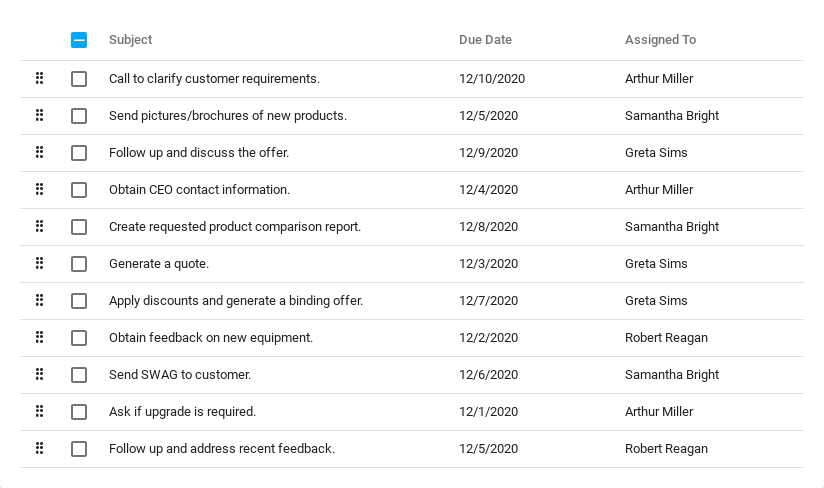 Subject Due Date Assigned To
Call to clarify customer requirements. 12/10/2020 Arthur Miller
Send pictures/brochures of new products. 12/5/2020 Samantha Bright
Follow up and discuss the offer. 12/9/2020 Greta Sims
Obtain CEO contact information. 12/4/2020 Arthur Miller
Create requested product comparison report. 12/8/2020 Samantha Bright
Generate a quote. 12/3/2020 Greta Sims
Apply discounts and generate a binding offer. 12/7/2020 Greta Sims
Obtain feedback on new equipment. 12/2/2020 Robert Reagan
Send SWAG to customer. 12/6/2020 Samantha Bright
Ask if upgrade is required. 12/1/2020 Arthur Miller
Follow up and address recent feedback. 12/5/2020 Robert Reagan